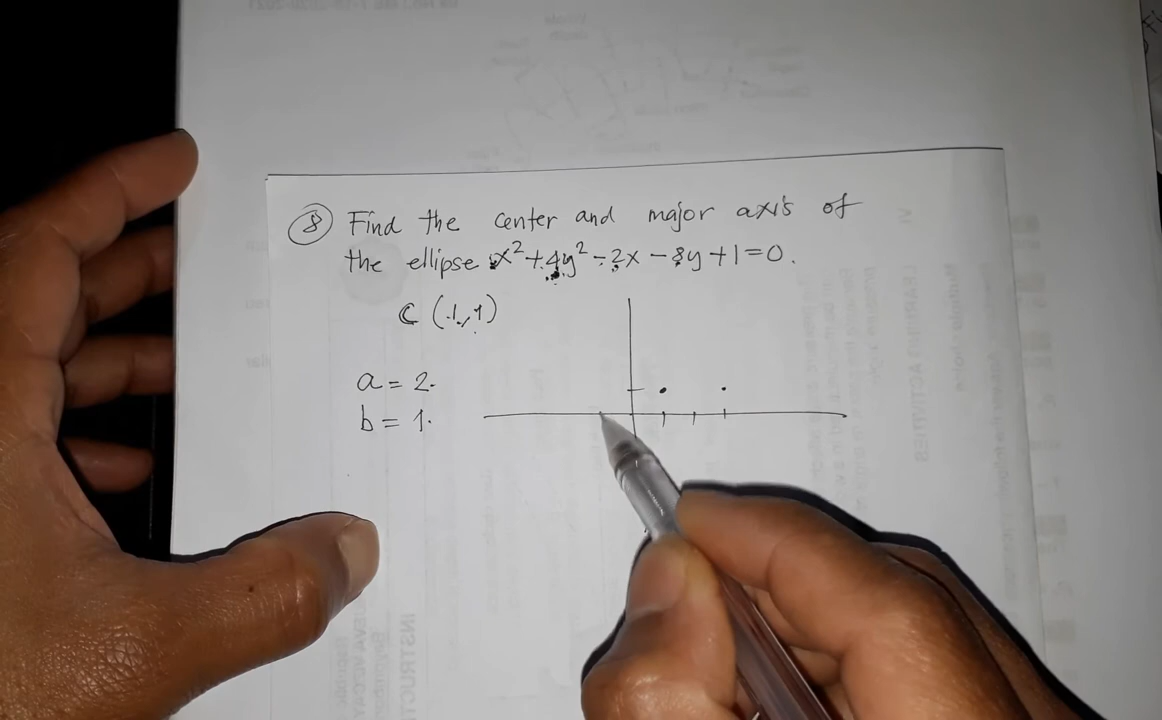 8 Find the center and major axis of
the ellipse x²+4y²-2x-8y+1=0.
C (1,1)
a = 2.
b = 1.